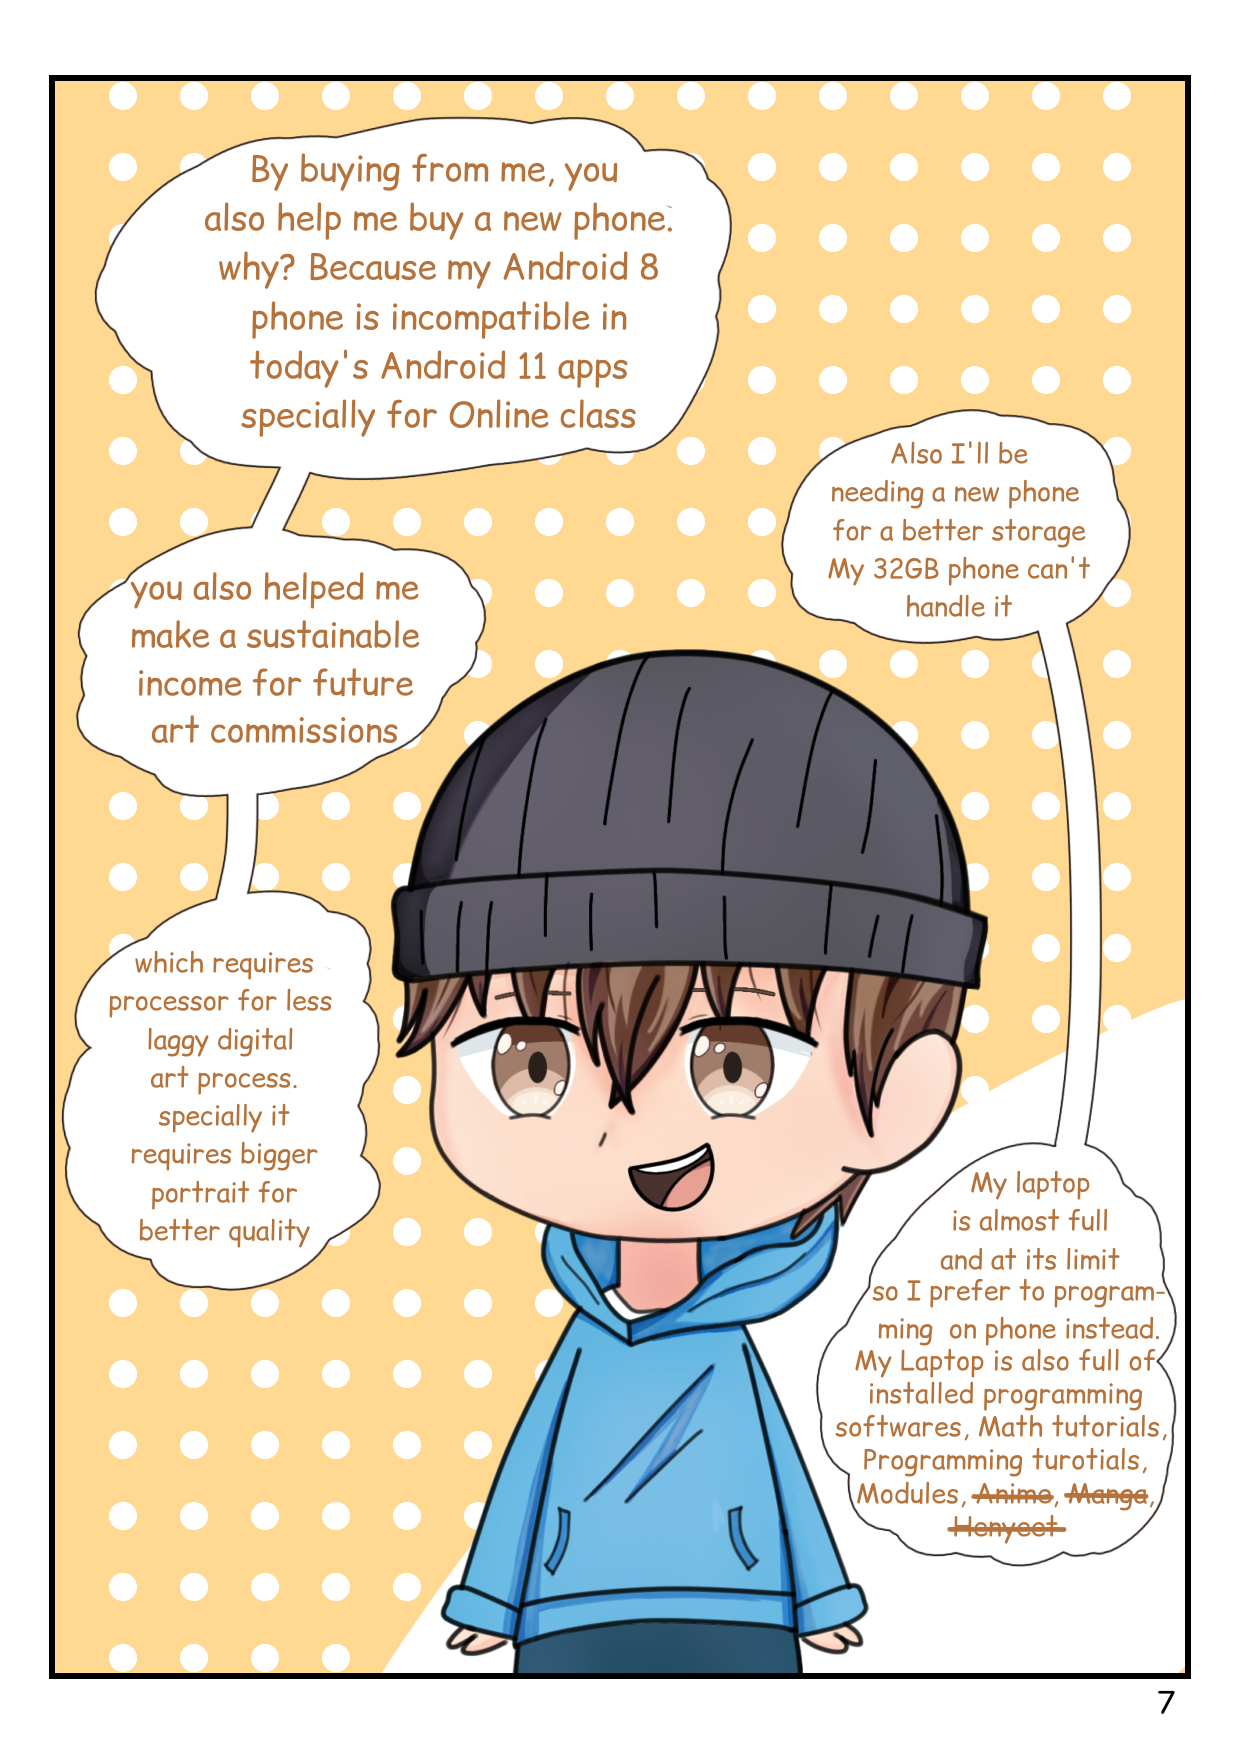 By buying from me, you
also help me buy a new phone.
why? Because my Android 8
phone is incompatible in
today's Android 11 apps
specially for Online class
you also helped me
make a sustainable
income for future
art commissions
which requires
processor for less
laggy digital
art process.
specially it
requires bigger
portrait for
better quality
Also I'll be
needing a new phone
for a better storage
My 32GB phone can't
handle it
My laptop
is almost full
and at its limit
so I prefer to program-
ming on phone instead.
My Laptop is also full of
installed programming
softwares, Math tutorials,
Programming turotials,
Modules, Anime, Manga,
Henyeet
7